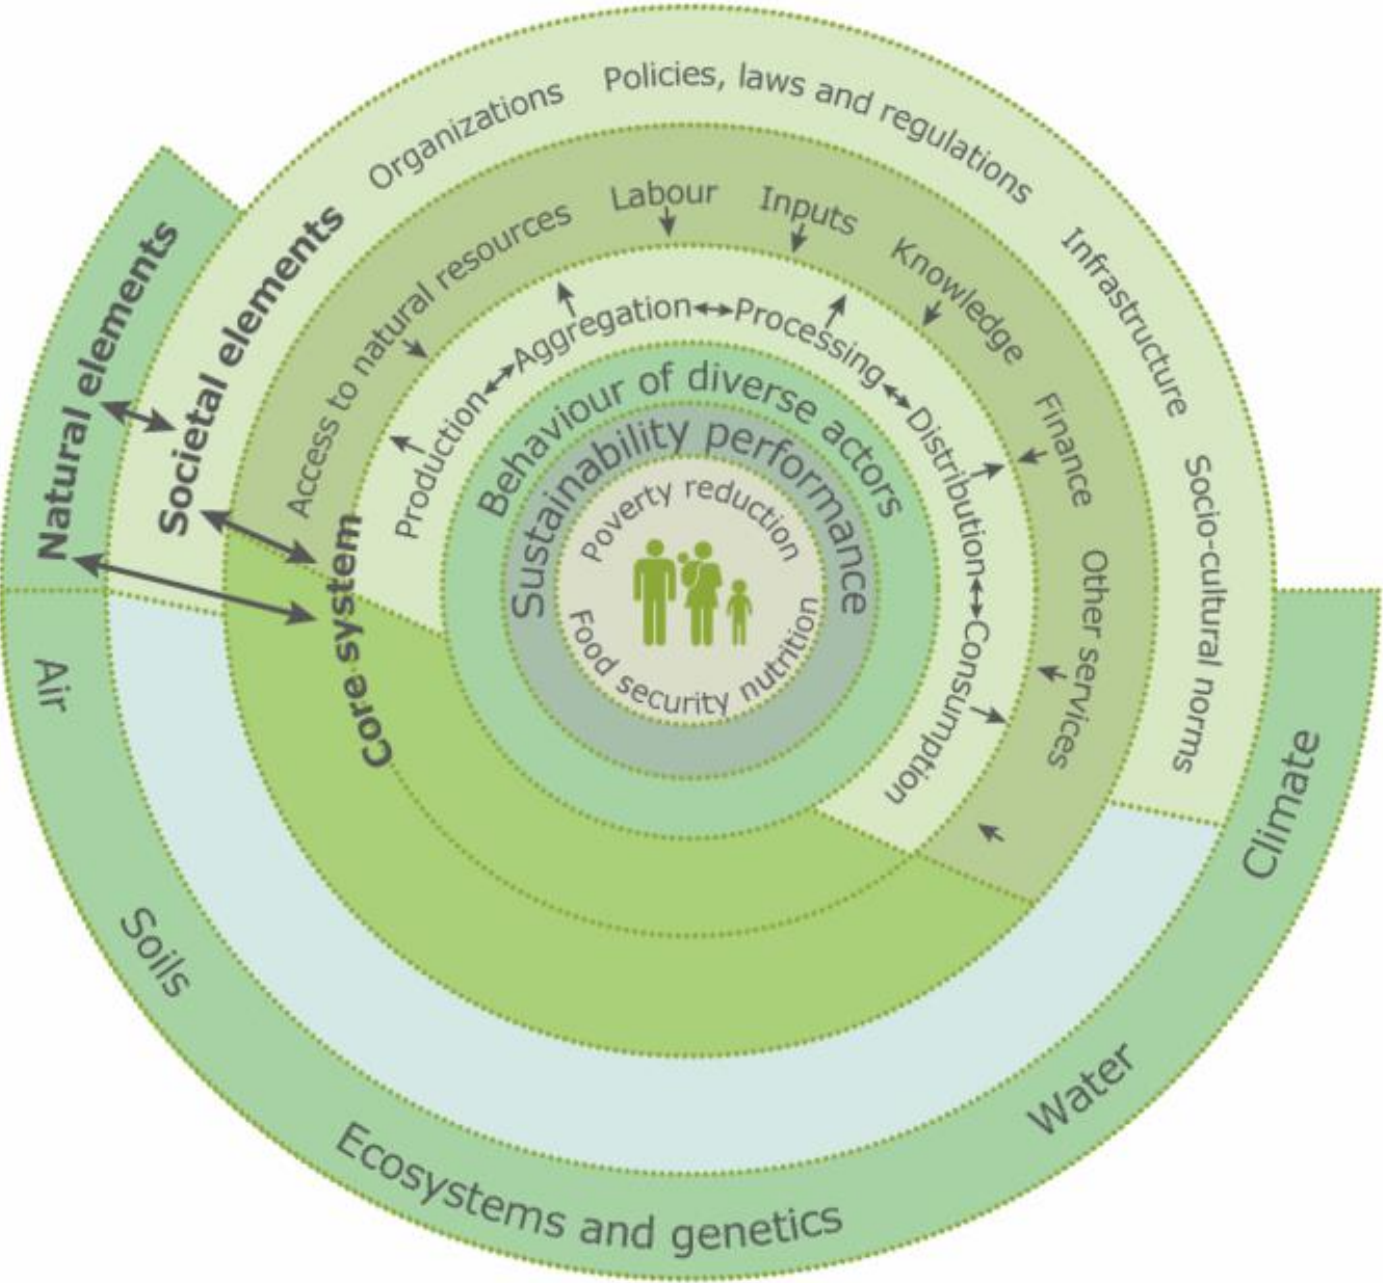 Policies, laws and regulations
Organizations
Infrastructure
Socio-cultural norms
Societal elements
Natural elements
Labour
Inputs
Knowledge
Finance
Other services
Access to natural resources
Production
Aggregation
Processing
Distribution
Consumption
Core system
Behaviour of diverse actors
Sustainability performance
Poverty reduction
Food security nutrition
Air
Soils
Ecosystems and genetics
Water
Climate